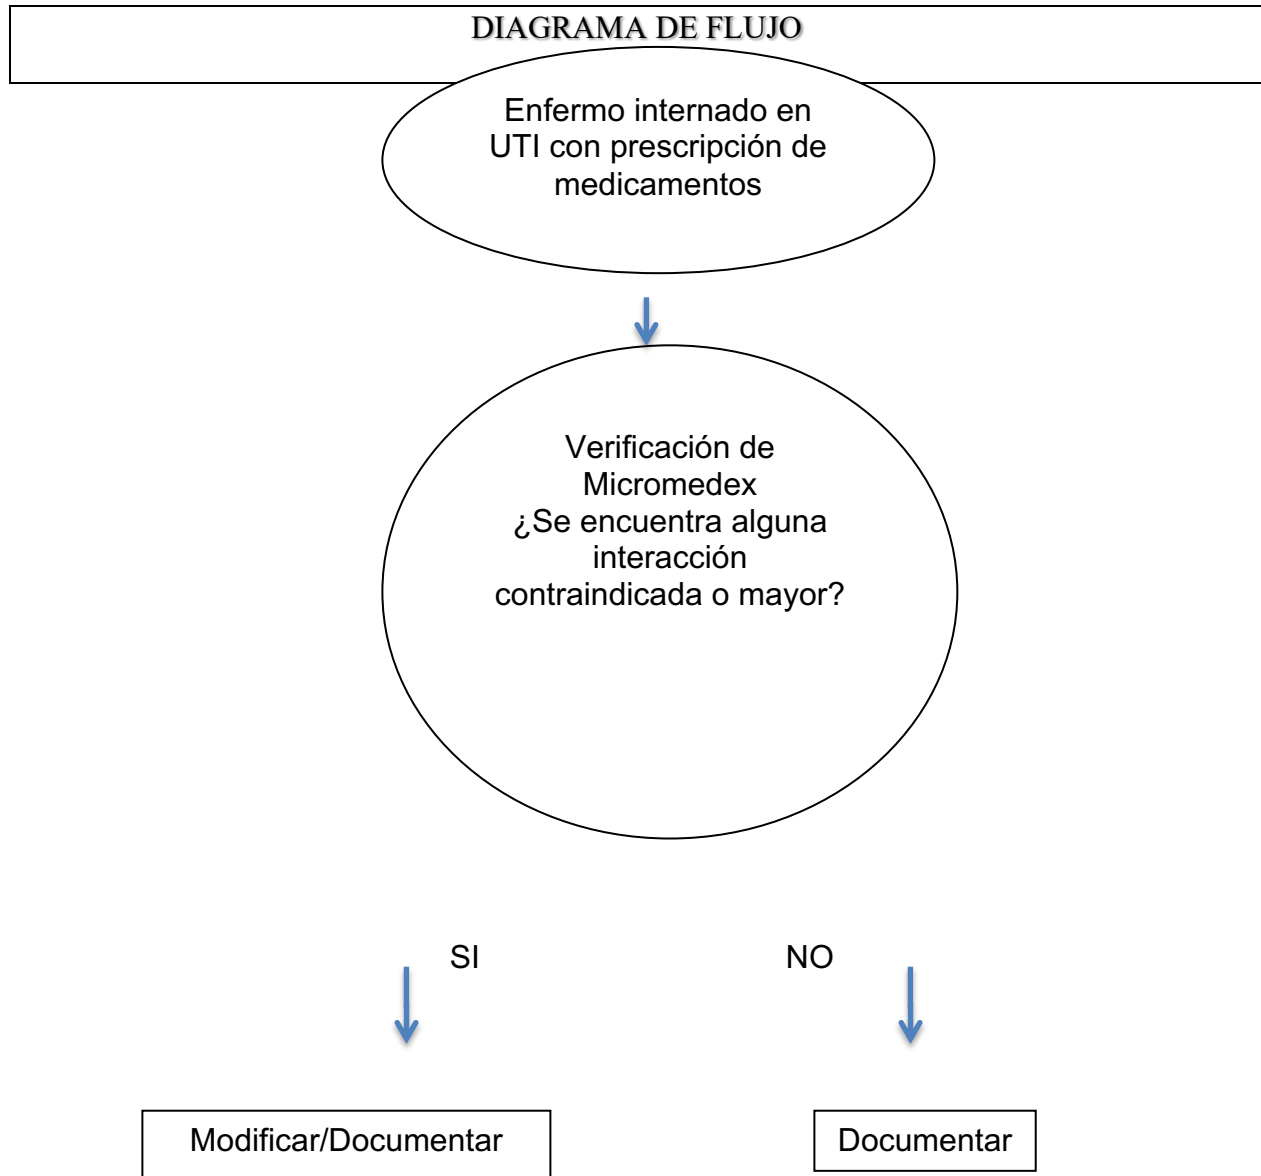 DIAGRAMA DE FLUJO
Enfermo internado en
UTI con prescripción de
medicamentos
Verificación de
Micromedex
¿Se encuentra alguna
interacción
contraindicada o mayor?
SI
NO
Modificar/Documentar
Documentar